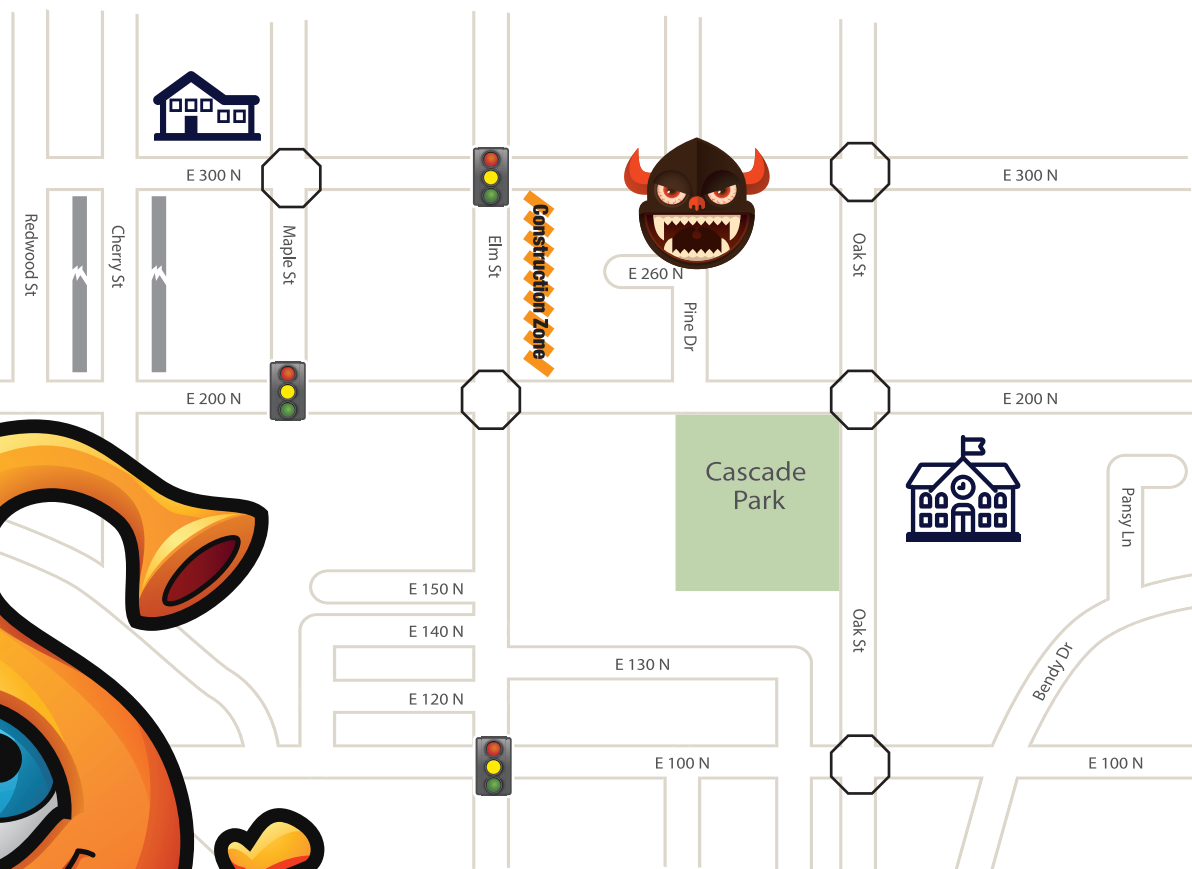 E 300 N
E 300 N
Redwood St
Cherry St
Maple St
Elm St
Construction Zone
Oak St
E 260 N
Pine Dr
E 200 N
E 200 N
Cascade
Park
Pansy Ln
E 150 N
E 140 N
E 130 N
Oak St
Bendy Dr
E 120 N
E 100 N
E 100 N